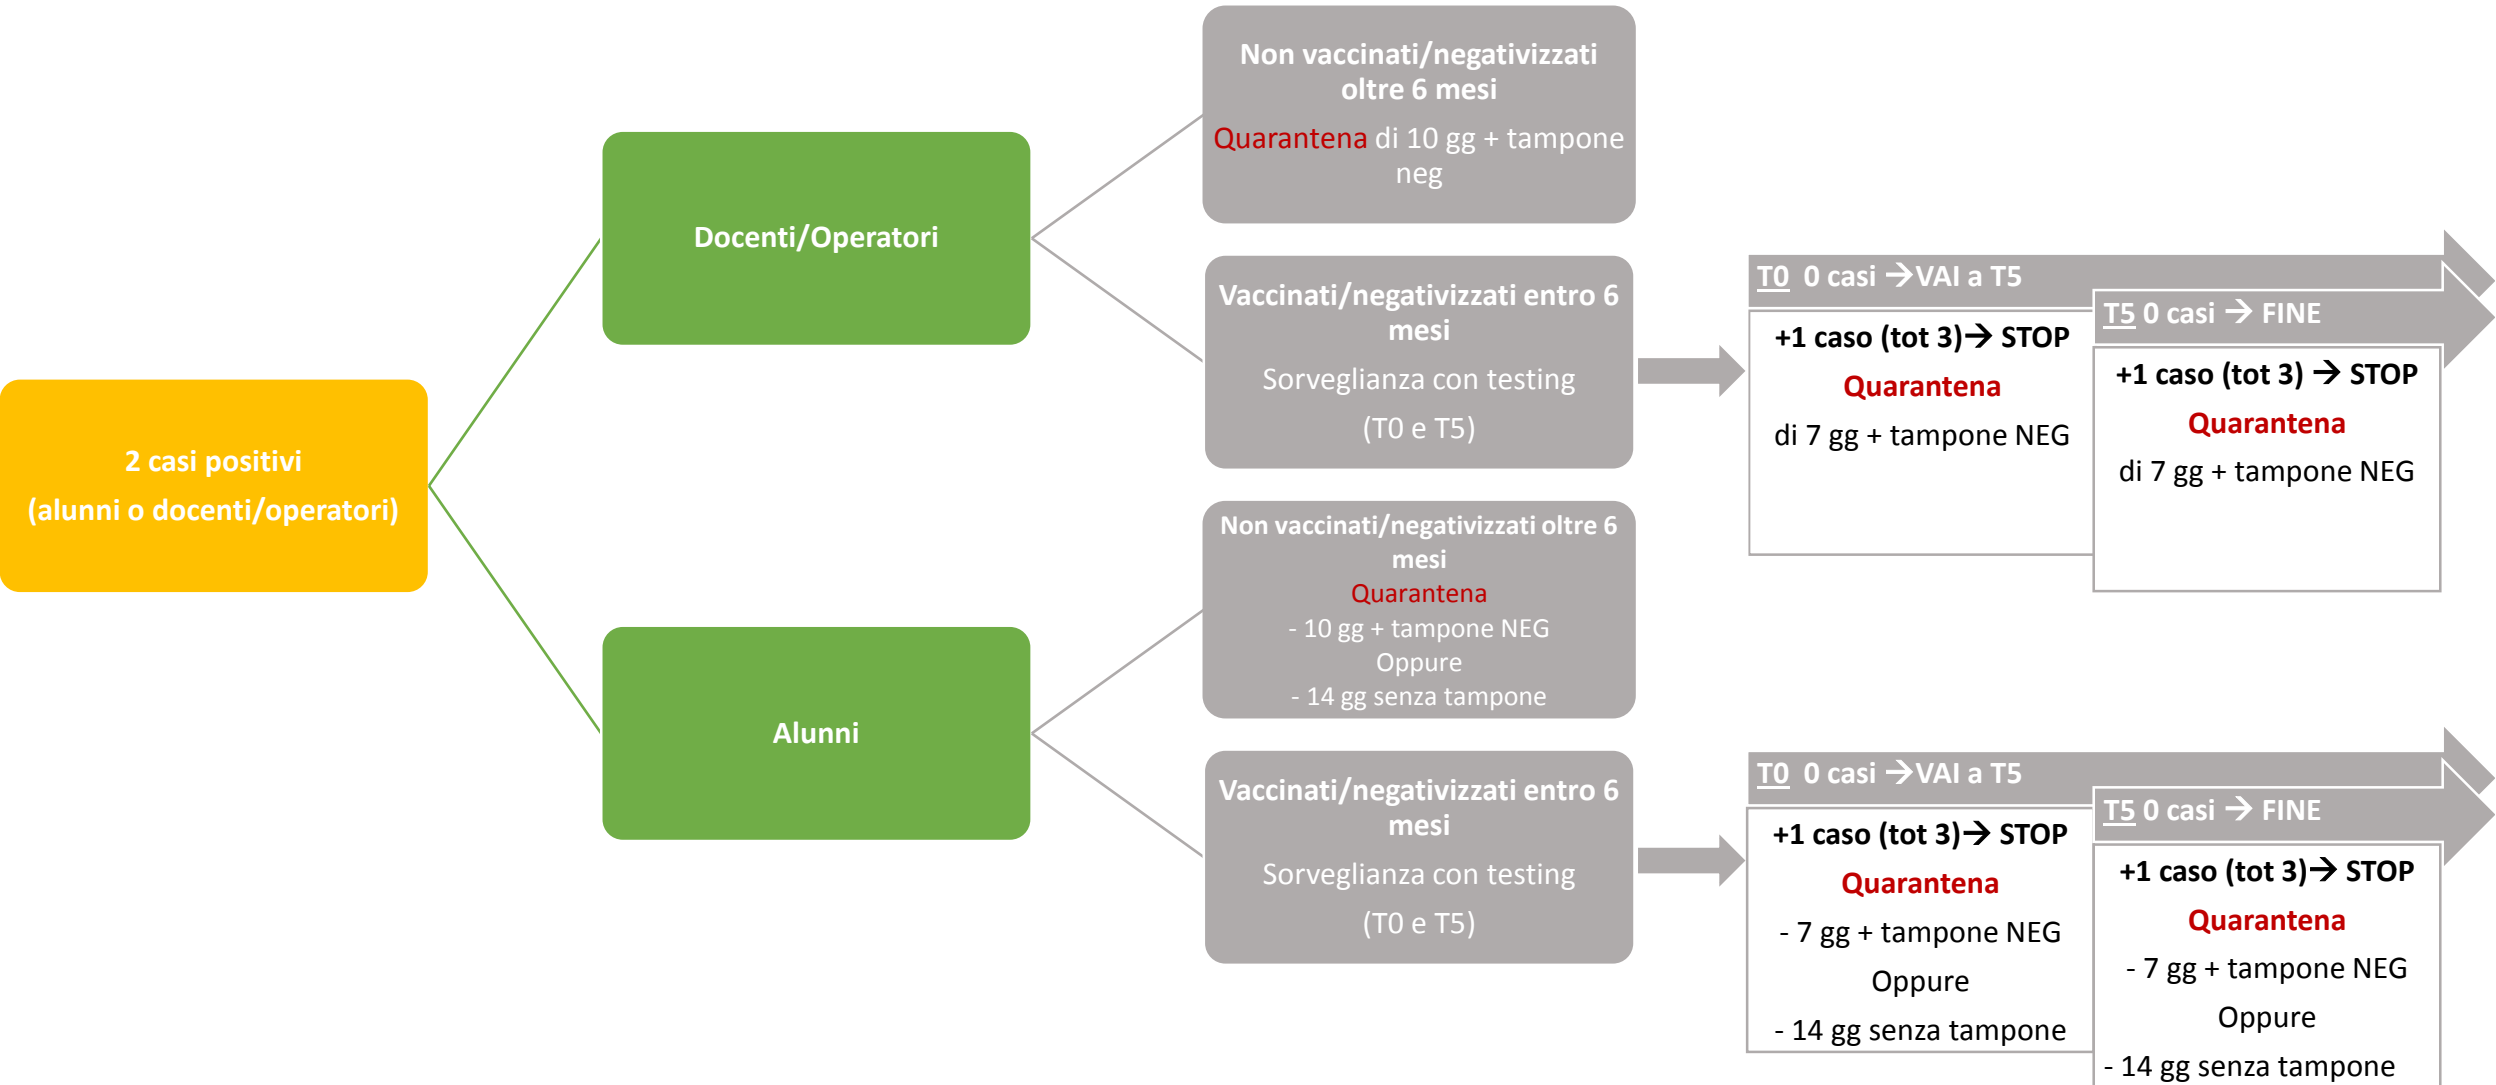 2 casi positivi
(alunni o docenti/operatori)
Docenti/Operatori
Non vaccinati/negativizzati
oltre 6 mesi
Quarantena di 10 gg + tampone
neg
Vaccinati/negativizzati entro 6
mesi
Sorveglianza con testing
(T0 e T5)
T0 0 casi →VAI a T5
+1 caso (tot 3)→ STOP
Quarantena
di 7 gg + tampone NEG
T5 0 casi → FINE
+1 caso (tot 3) → STOP
Quarantena
di 7 gg + tampone NEG
Alunni
Non vaccinati/negativizzati oltre 6
mesi
Quarantena
- 10 gg + tampone NEG
Oppure
- 14 gg senza tampone
Vaccinati/negativizzati entro 6
mesi
Sorveglianza con testing
(T0 e T5)
T0 0 casi →VAI a T5
+1 caso (tot 3)→ STOP
Quarantena
- 7 gg + tampone NEG
Oppure
- 14 gg senza tampone
T5 0 casi → FINE
+1 caso (tot 3)→ STOP
Quarantena
- 7 gg + tampone NEG
Oppure
- 14 gg senza tampone